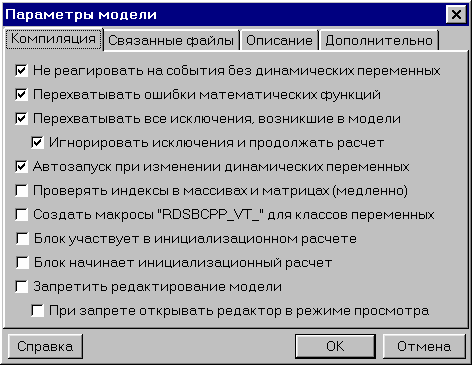 Параметры модели
Компиляция Связанные файлы Описание Дополнительно
Не реагировать на события без динамических переменных
Перехватывать ошибки математических функций
Перехватывать все исключения, возникшие в модели
Игнорировать исключения и продолжать расчет
Автозапуск при изменении динамических переменных
Проверять индексы в массивах и матрицах (медленно)
Создать макросы "RDSBCPP_VT_" для классов переменных
Блок участвует в инициализационном расчете
Блок начинает инициализационный расчет
Запретить редактирование модели
При запрете открывать редактор в режиме просмотра
Справка OK Отмена